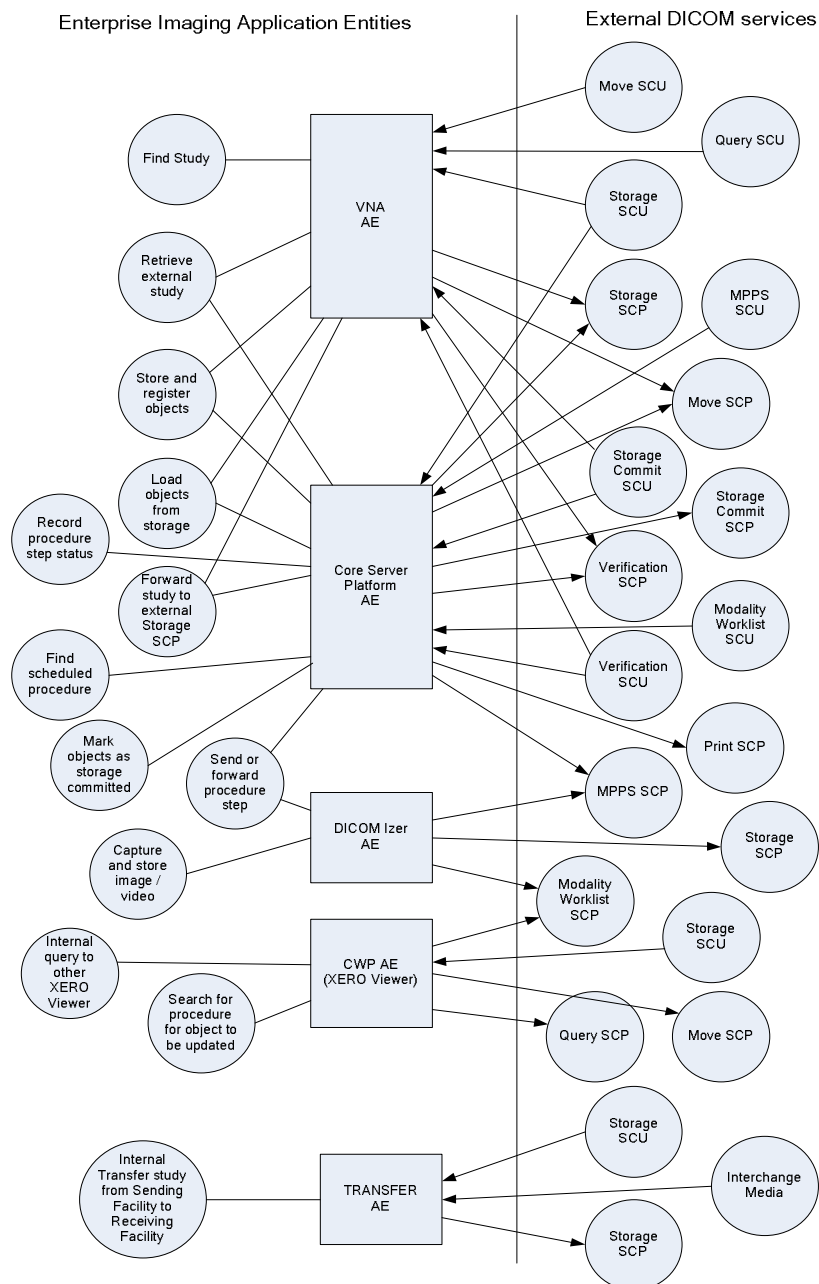 Enterprise Imaging Application Entities
External DICOM services
Move SCU
Query SCU
Find Study
VNA
AE
Storage
SCU
Retrieve
external
study
Storage
SCP
MPPS
SCU
Store and
register
objects
Move SCP
Storage
Commit
SCU
Load
objects
from
storage
Storage
Commit
SCP
Record
procedure
step status
Core Server
Platform
AE
Verification
SCP
Forward
study to
external
Storage
SCP
Modality
Worklist
SCU
Find
scheduled
procedure
Verification
SCU
Mark
objects as
storage
committed
Send or
forward
procedure
step
Print SCP
MPPS SCP
DICOM Izer
AE
Storage
SCP
Capture
and store
image /
video
Modality
Worklist
SCP
Storage
SCU
Internal
query to
other
XERO
Viewer
CWP AE
(XERO Viewer)
Search for
procedure
for object to
be updated
Query SCP
Move SCP
Storage
SCU
Internal
Transfer study
from Sending
Facility to
Receiving
Facility
TRANSFER
AE
Interchange
Media
Storage
SCP